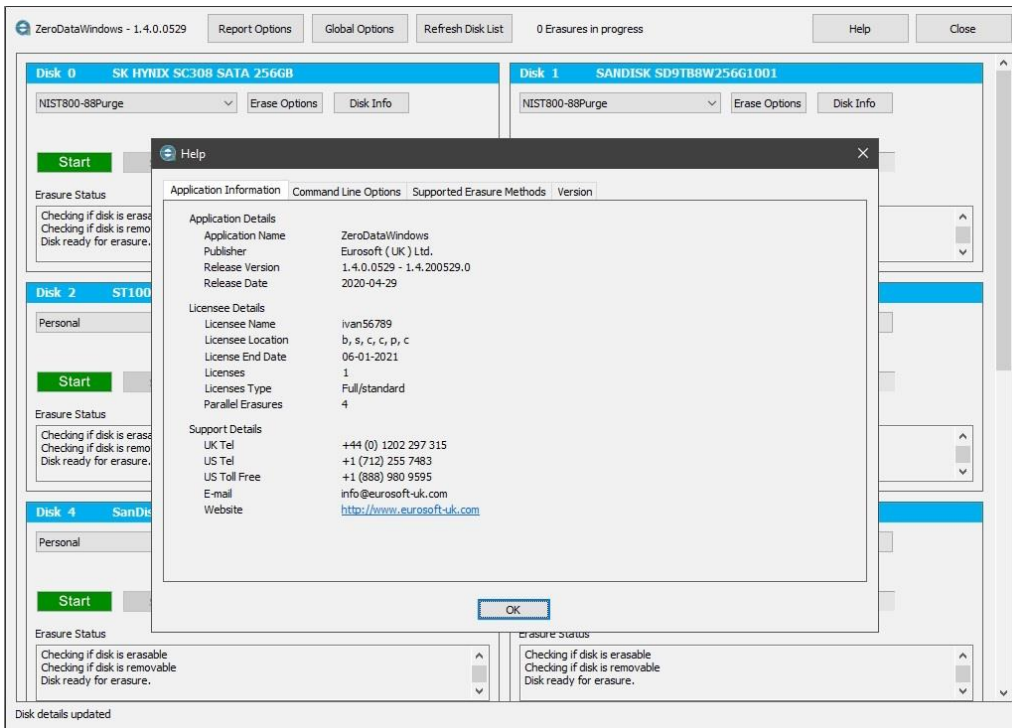 ZeroDataWindows - 1.4.0.0529 Report Options Global Options Refresh Disk List 0 Erasures in progress Help Close
Disk 0 SK HYNIX SC308 SATA 256GB
NIST800-88Purge Erase Options Disk Info
Start
Erasure Status
Checking if disk is erasa
Checking if disk is remo
Disk ready for erasure.
Disk 1 SANDISK SD9TB8W256G1001
NIST800-88Purge Erase Options Disk Info
Help
Application Information Command Line Options Supported Erasure Methods Version
Application Details
Application Name ZeroDataWindows
Publisher Eurosoft ( UK ) Ltd.
Release Version 1.4.0.0529 - 1.4.200529.0
Release Date 2020-04-29
Licensee Details
Licensee Name ivan56789
Licensee Location b, s, c, c, p, c
License End Date 06-01-2021
Licenses 1
Licenses Type Full/standard
Parallel Erasures 4
Support Details
UK Tel +44 (0) 1202 297 315
US Tel +1 (712) 255 7483
US Toll Free +1 (888) 980 9595
E-mail info@eurosoft-uk.com
Website http://www.eurosoft-uk.com
OK
Disk 2 ST100
Personal
Start
Erasure Status
Checking if disk is erasa
Checking if disk is remo
Disk ready for erasure.
Disk 4 SanDis
Personal
Start
Erasure Status
Checking if disk is erasable
Checking if disk is removable
Disk ready for erasure.
Erasure Status
Checking if disk is erasable
Checking if disk is removable
Disk ready for erasure.
Disk details updated